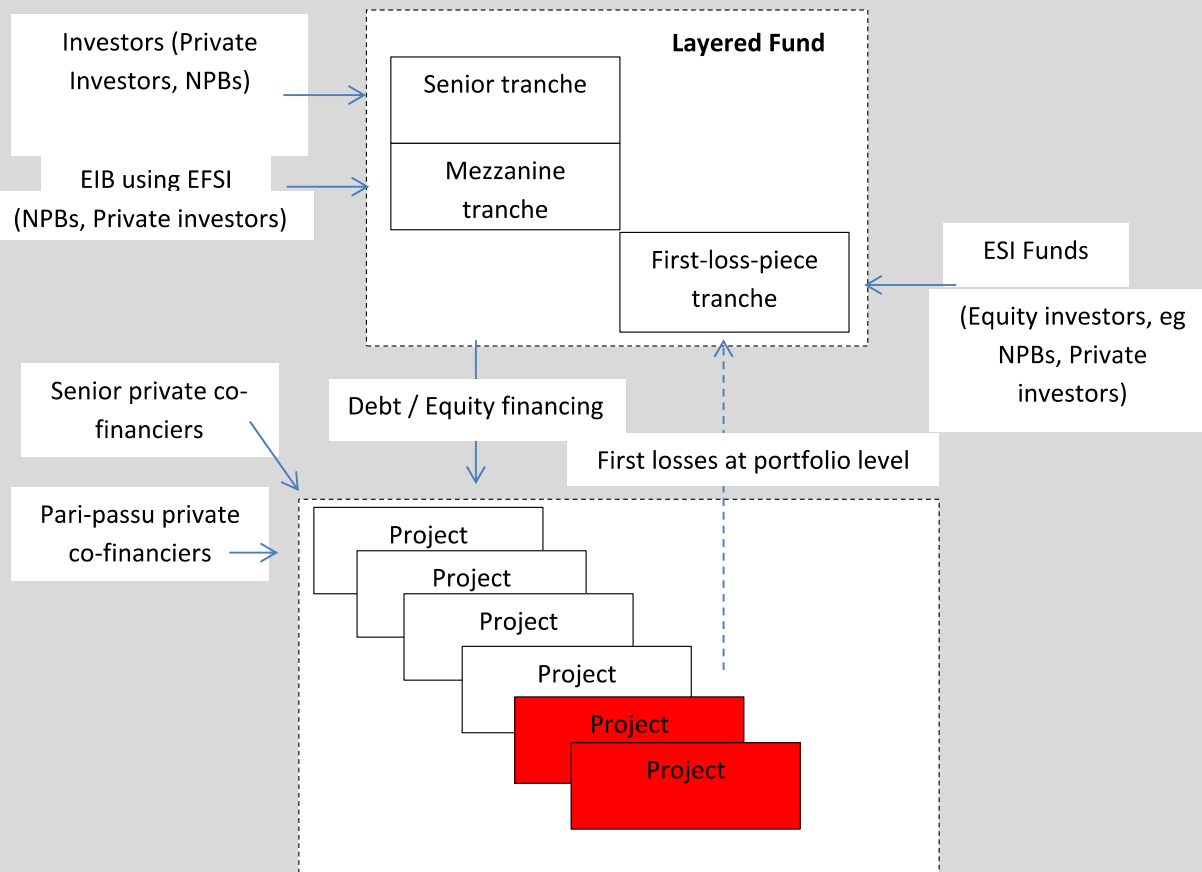 Investors (Private
Investors, NPBs)
Layered Fund
Senior tranche
EIB using EFSI
(NPBs, Private investors)
Mezzanine
tranche
First-loss-piece
tranche
ESI Funds
(Equity investors, eg
NPBs, Private
investors)
Senior private co-
financiers
Debt / Equity financing
First losses at portfolio level
Pari-passu private
co-financiers
Project
Project
Project
Project
Project
Project